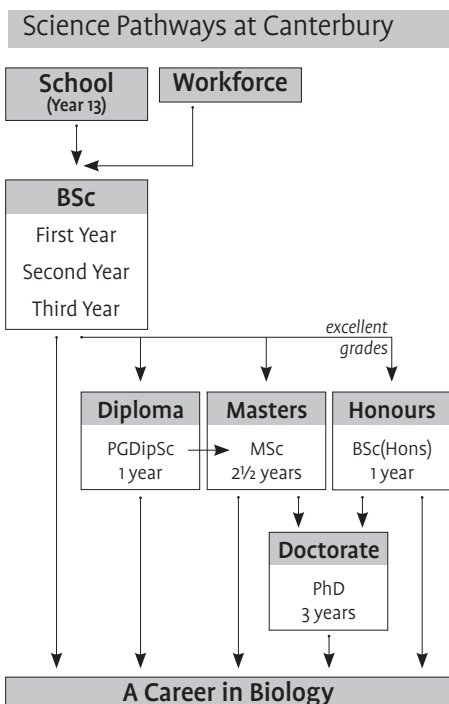 Science Pathways at Canterbury
School
(Year 13)
Workforce
BSc
First Year
Second Year
Third Year
excellent
grades
Diploma
PGDipSc
1 year
Masters
MSc
2½ years
Honours
BSc(Hons)
1 year
Doctorate
PhD
3 years
A Career in Biology